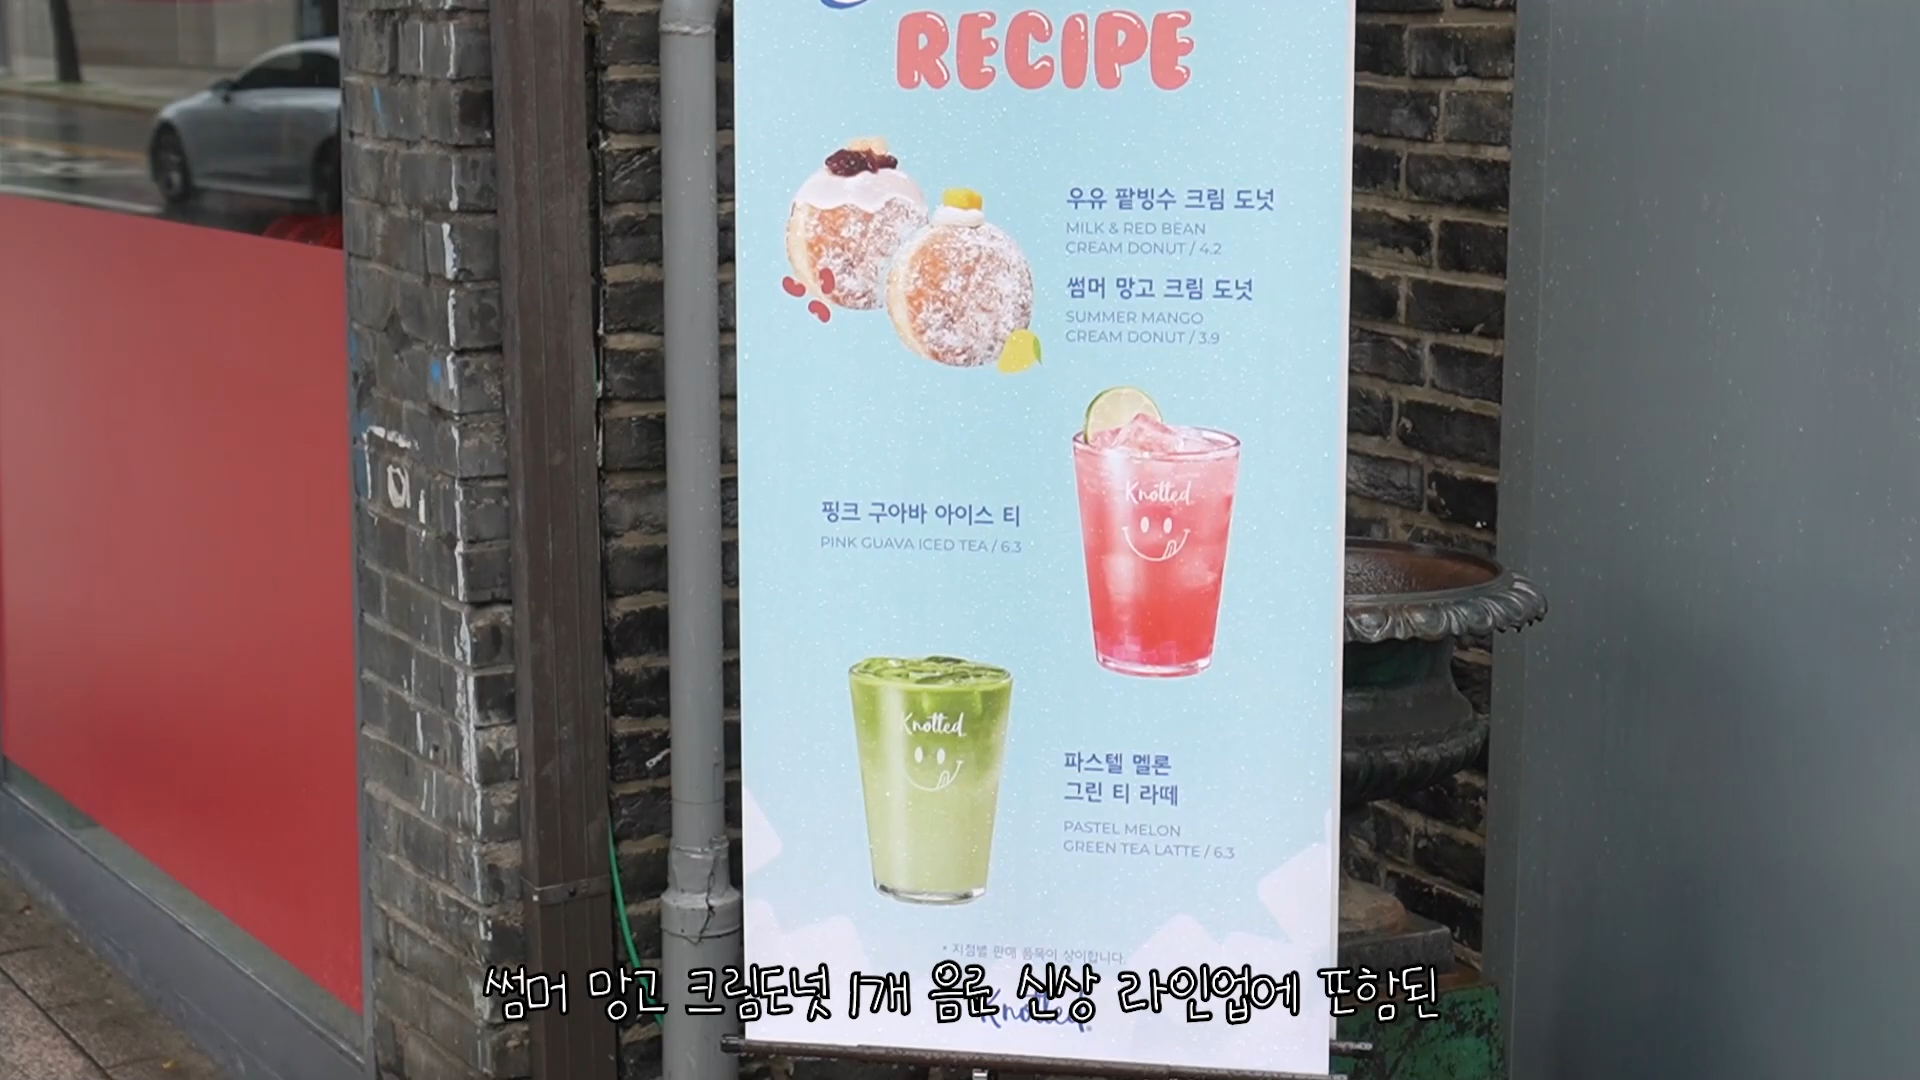 RECIPE
우유 팥빙수 크림 도넛
MILK & RED BEAN
CREAM DONUT / 4.2
썸머 망고 크림 도넛
SUMMER MANGO
CREAM DONUT / 3.9
Knotted
핑크 구아바 아이스 티
PINK GUAVA ICED TEA / 6.3
Knotted
파스텔 멜론
그린 티 라떼
PASTEL MELON
GREEN TEA LATTE / 6.3
* 지점별 판매 품목이 상이합니다.
썸머 망고 크림도넛 1개 음료 신상 라인업에 포함된
Knotted